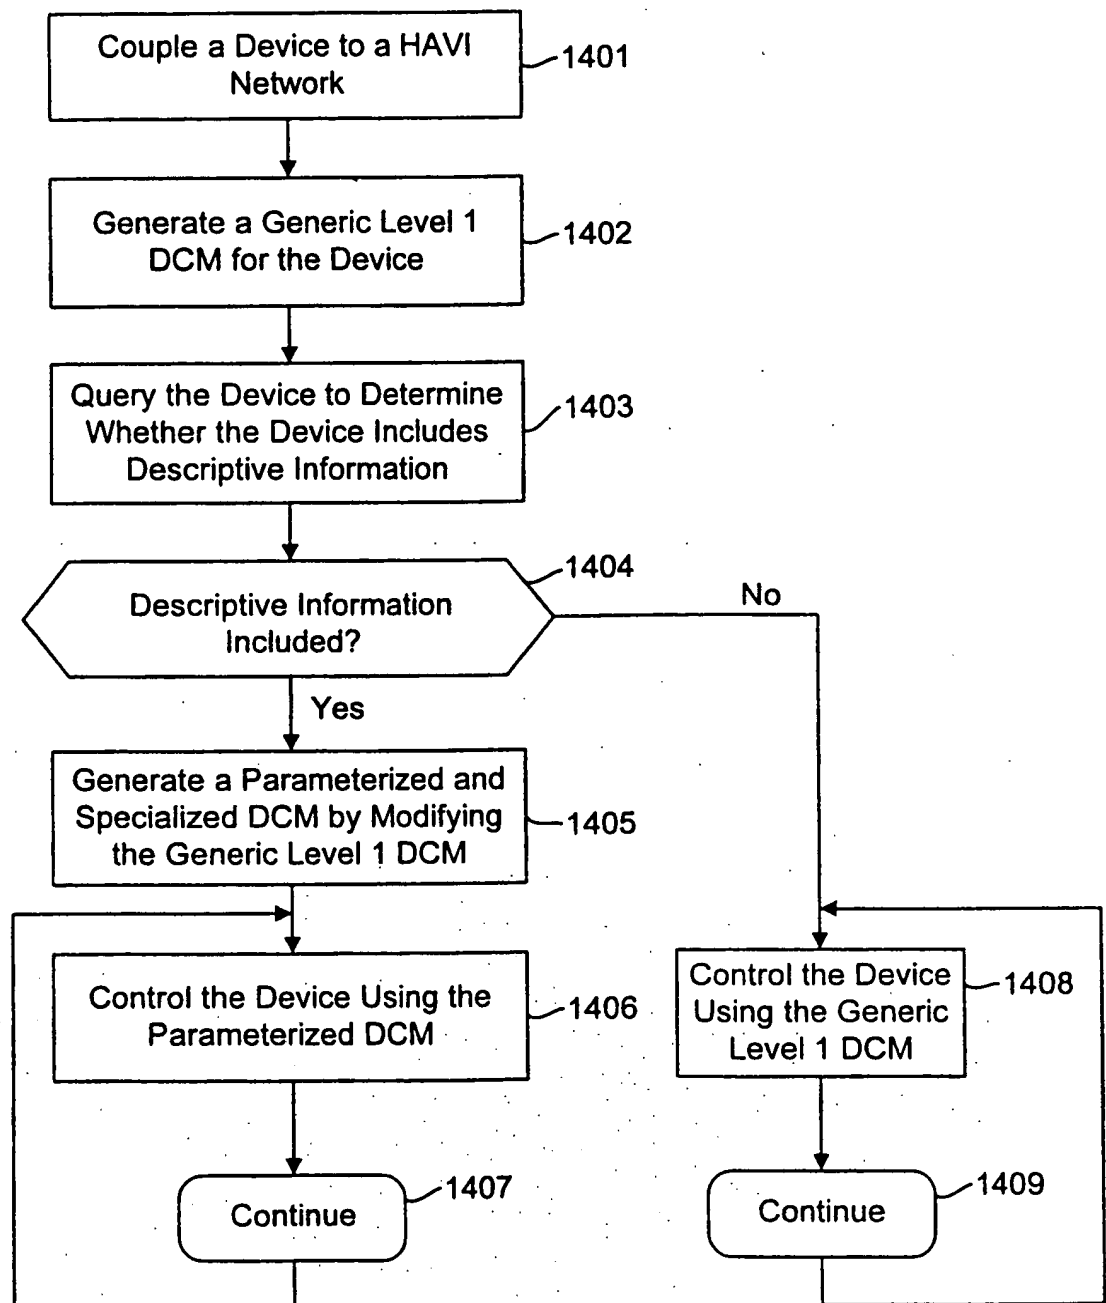 Couple a Device to a HAVI
Network
1401
Generate a Generic Level 1
DCM for the Device
1402
Query the Device to Determine
Whether the Device Includes
Descriptive Information
1403
Descriptive Information
Included?
1404
No
Yes
Generate a Parameterized and
Specialized DCM by Modifying
the Generic Level 1 DCM
1405
Control the Device Using the
Parameterized DCM
1406
Control the Device
Using the Generic
Level 1 DCM
1408
Continue
1407
Continue
1409